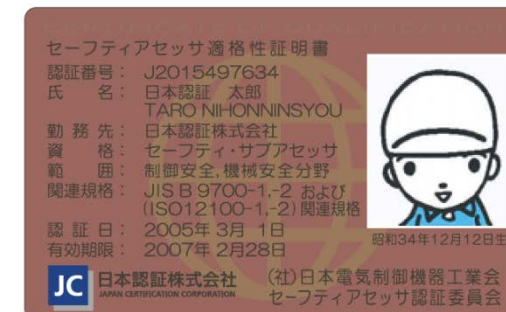 セーフティアセッサ適格性証明書
認証番号： J2015497634
氏　　名： 日本認証　太郎
TARO NIHONNINSYOU
勤 務 先： 日本認証株式会社
資　　格： セーフティ・サブアセッサ
範　　囲： 制御安全,機械安全分野
関連規格： JIS B 9700-1,-2 および
(ISO12100-1,-2)関連規格
認 証 日： 2005年 3月 1日
有効期限： 2007年 2月28日
昭和34年12月12日生
JC 日本認証株式会社
JAPAN CERTIFICATION CORPORATION
(社)日本電気制御機器工業会
セーフティアセッサ認証委員会